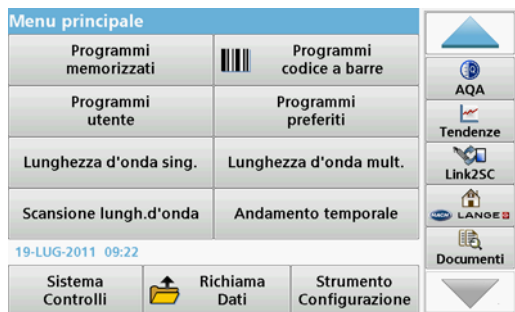 Menu principale
Programmi
memorizzati
Programmi
codice a barre
Programmi
utente
Programmi
preferiti
Lunghezza d'onda sing.
Lunghezza d'onda mult.
Scansione lungh.d'onda
Andamento temporale
19-LUG-2011 09:22
Sistema
Controlli
Richiama
Dati
Strumento
Configurazione
AQA
Tendenze
Link2SC
HACH LANGE
Documenti